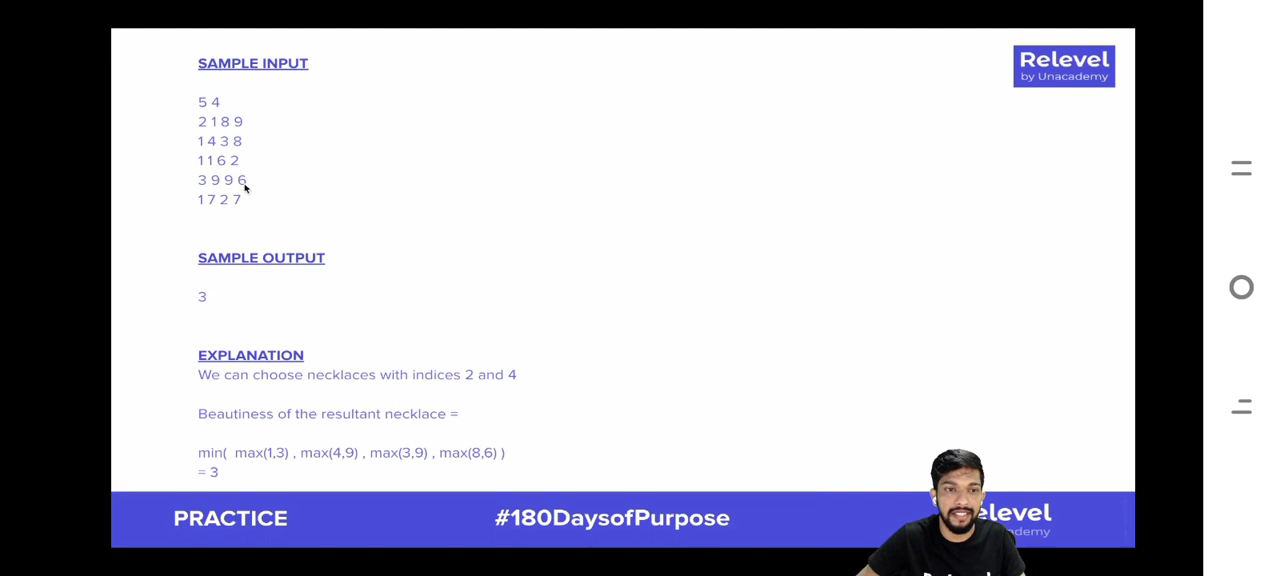 SAMPLE INPUT
Relevel
by Unacademy
5 4
2 1 8 9
1 4 3 8
1 1 6 2
3 9 9 6
1 7 2 7
SAMPLE OUTPUT
3
EXPLANATION
We can choose necklaces with indices 2 and 4
Beautiness of the resultant necklace =
min( max(1,3) , max(4,9) , max(3,9) , max(8,6) )
= 3
PRACTICE
#180DaysofPurpose